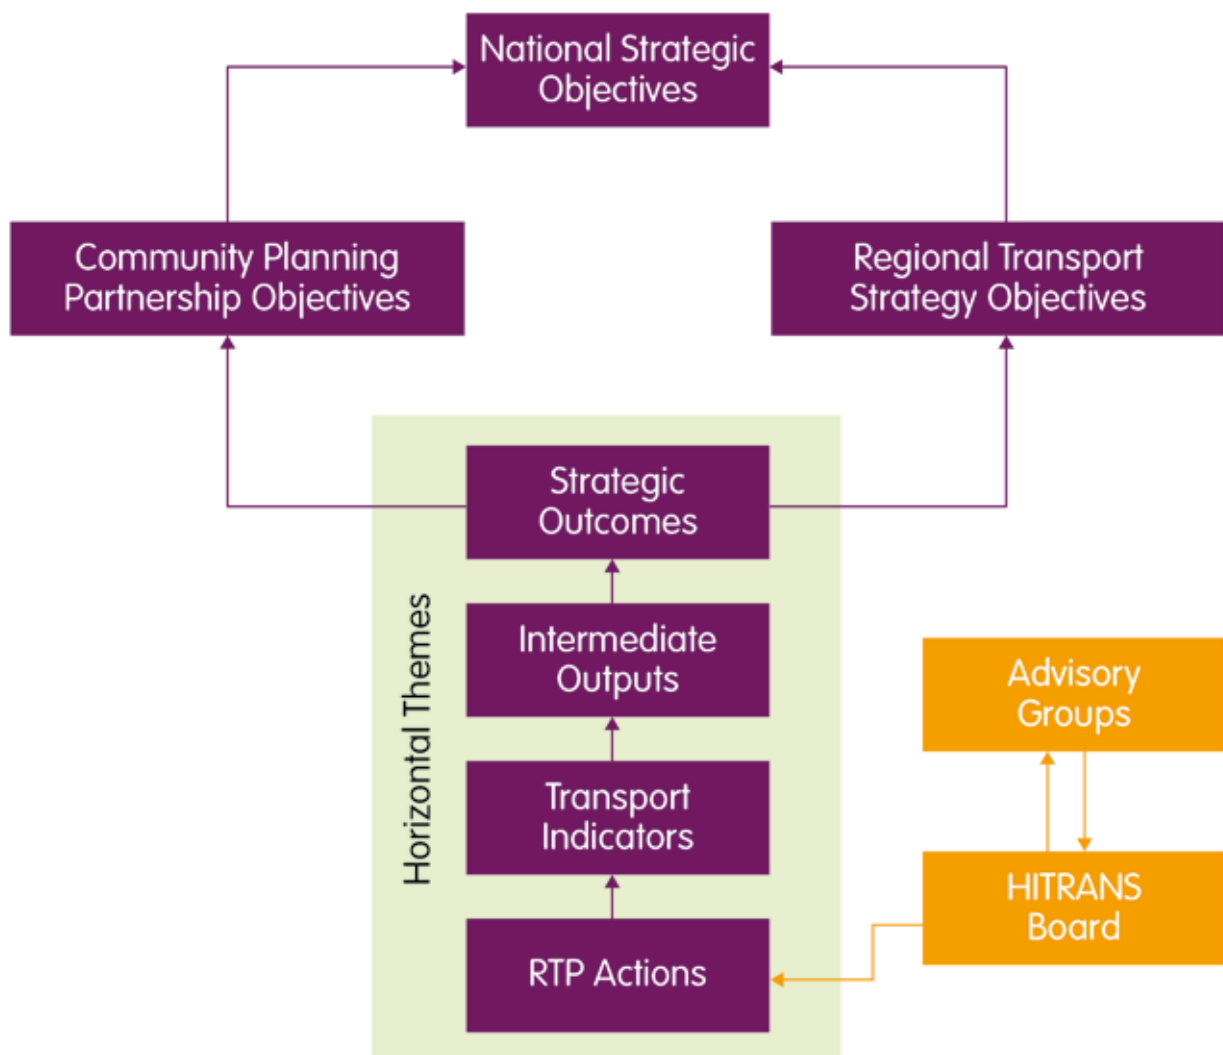 National Strategic
Objectives
Community Planning
Partnership Objectives
Regional Transport
Strategy Objectives
Strategic
Outcomes
Horizontal Themes
Intermediate
Outputs
Advisory
Groups
Transport
Indicators
HITRANS
Board
RTP Actions